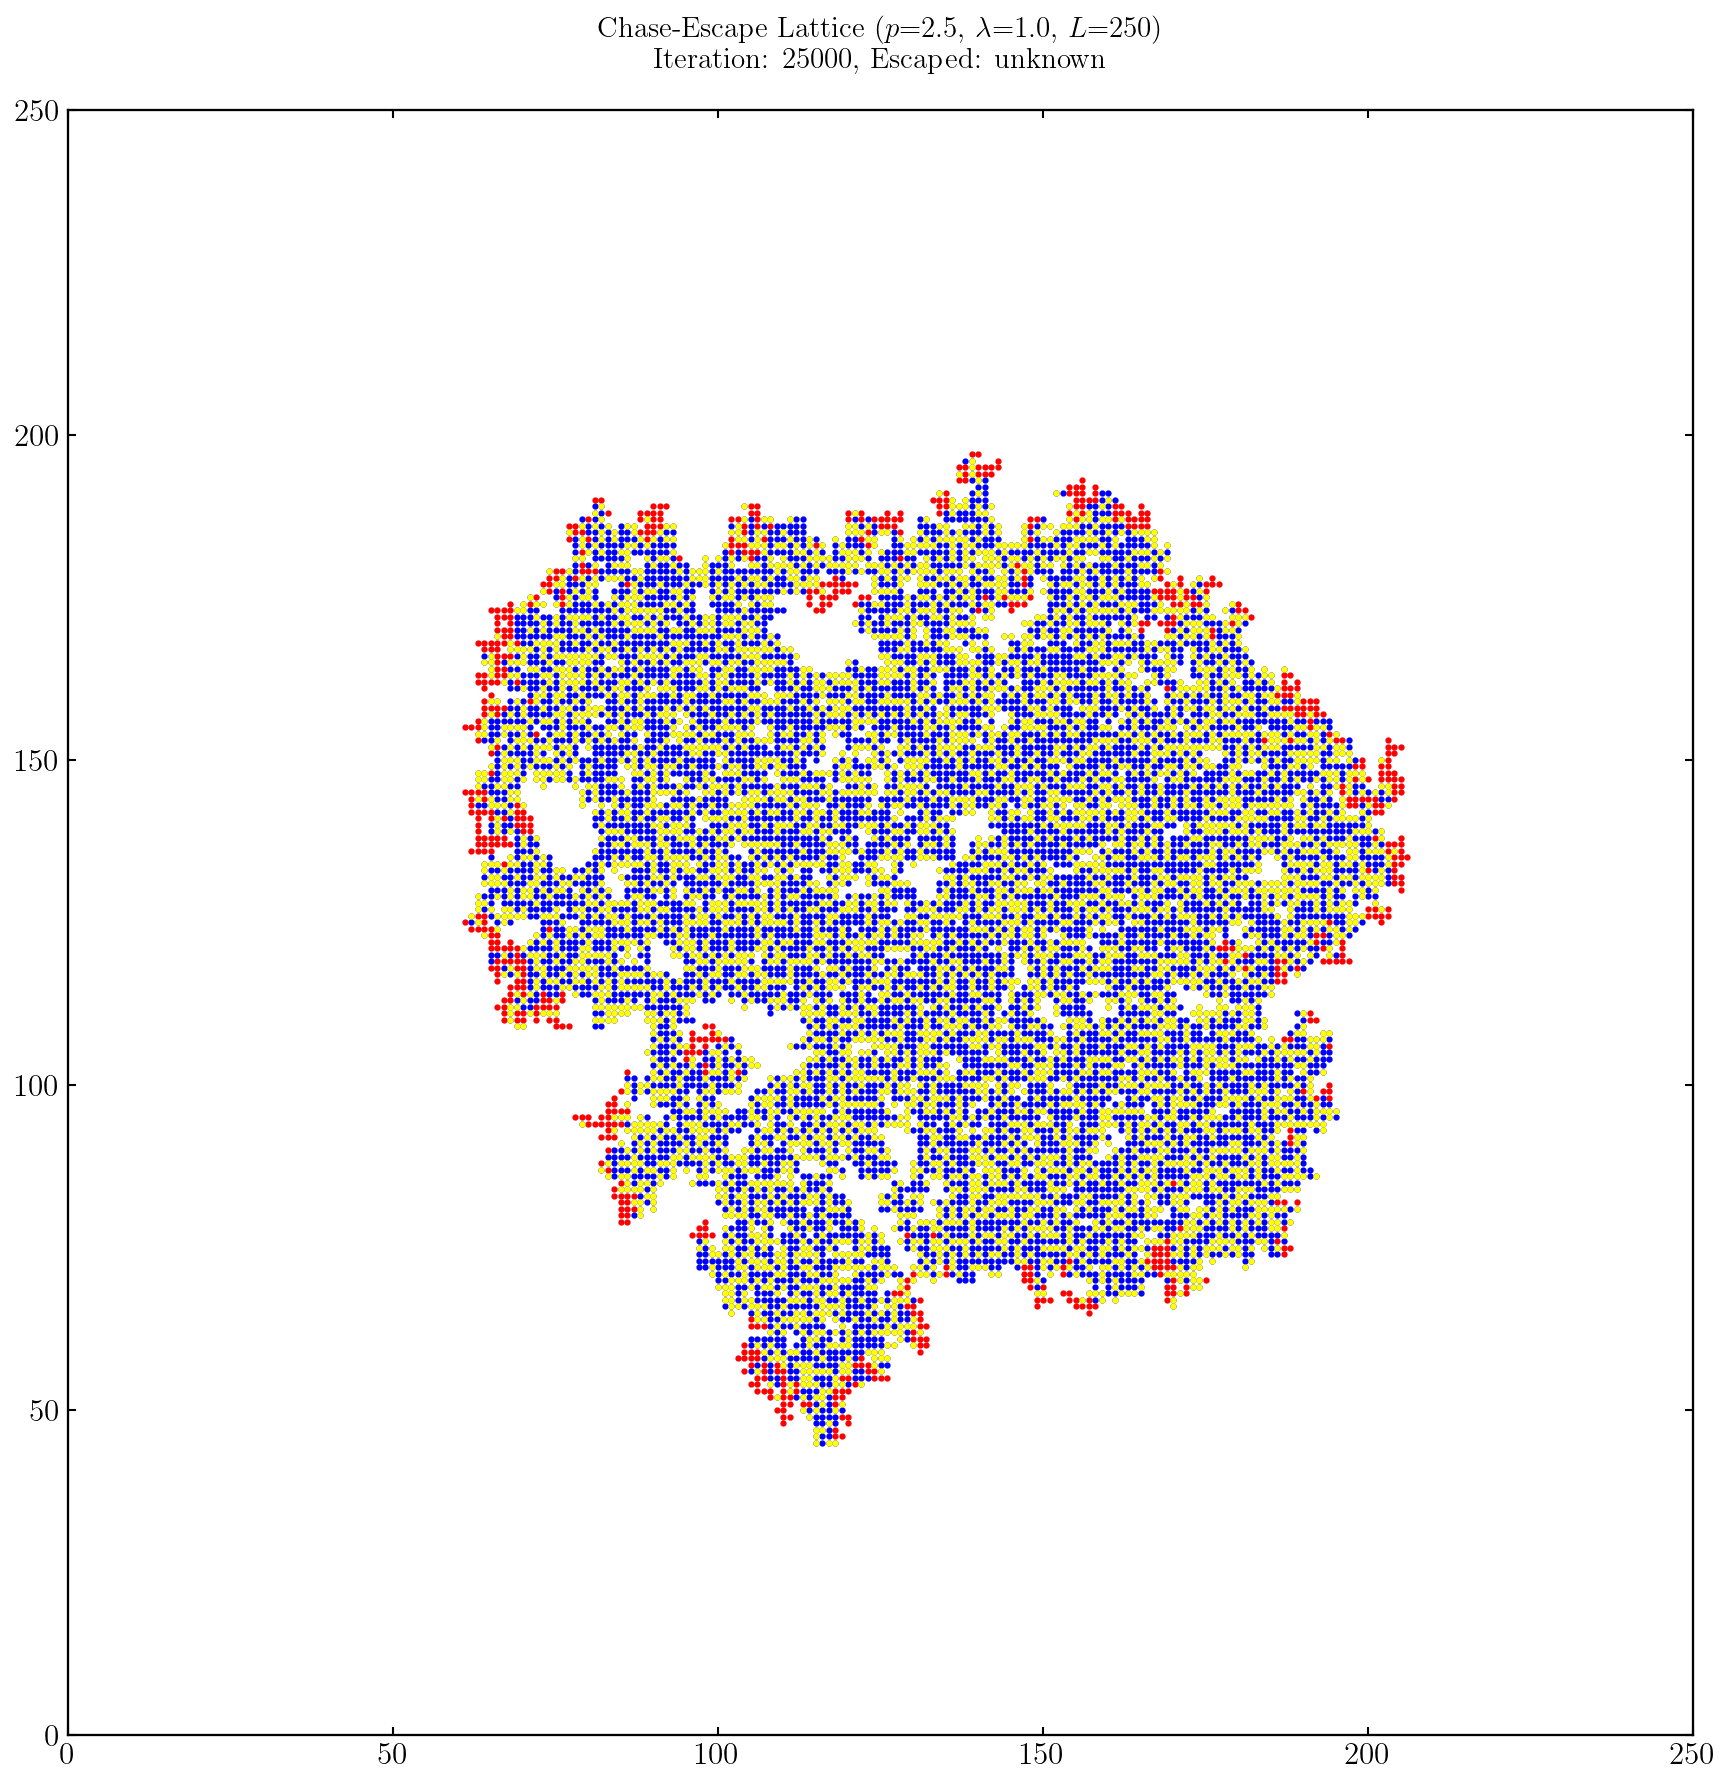 Chase-Escape Lattice (p=2.5, λ=1.0, L=250)
Iteration: 25000, Escaped: unknown
250
200
150
100
50
0
0 50 100 150 200 250